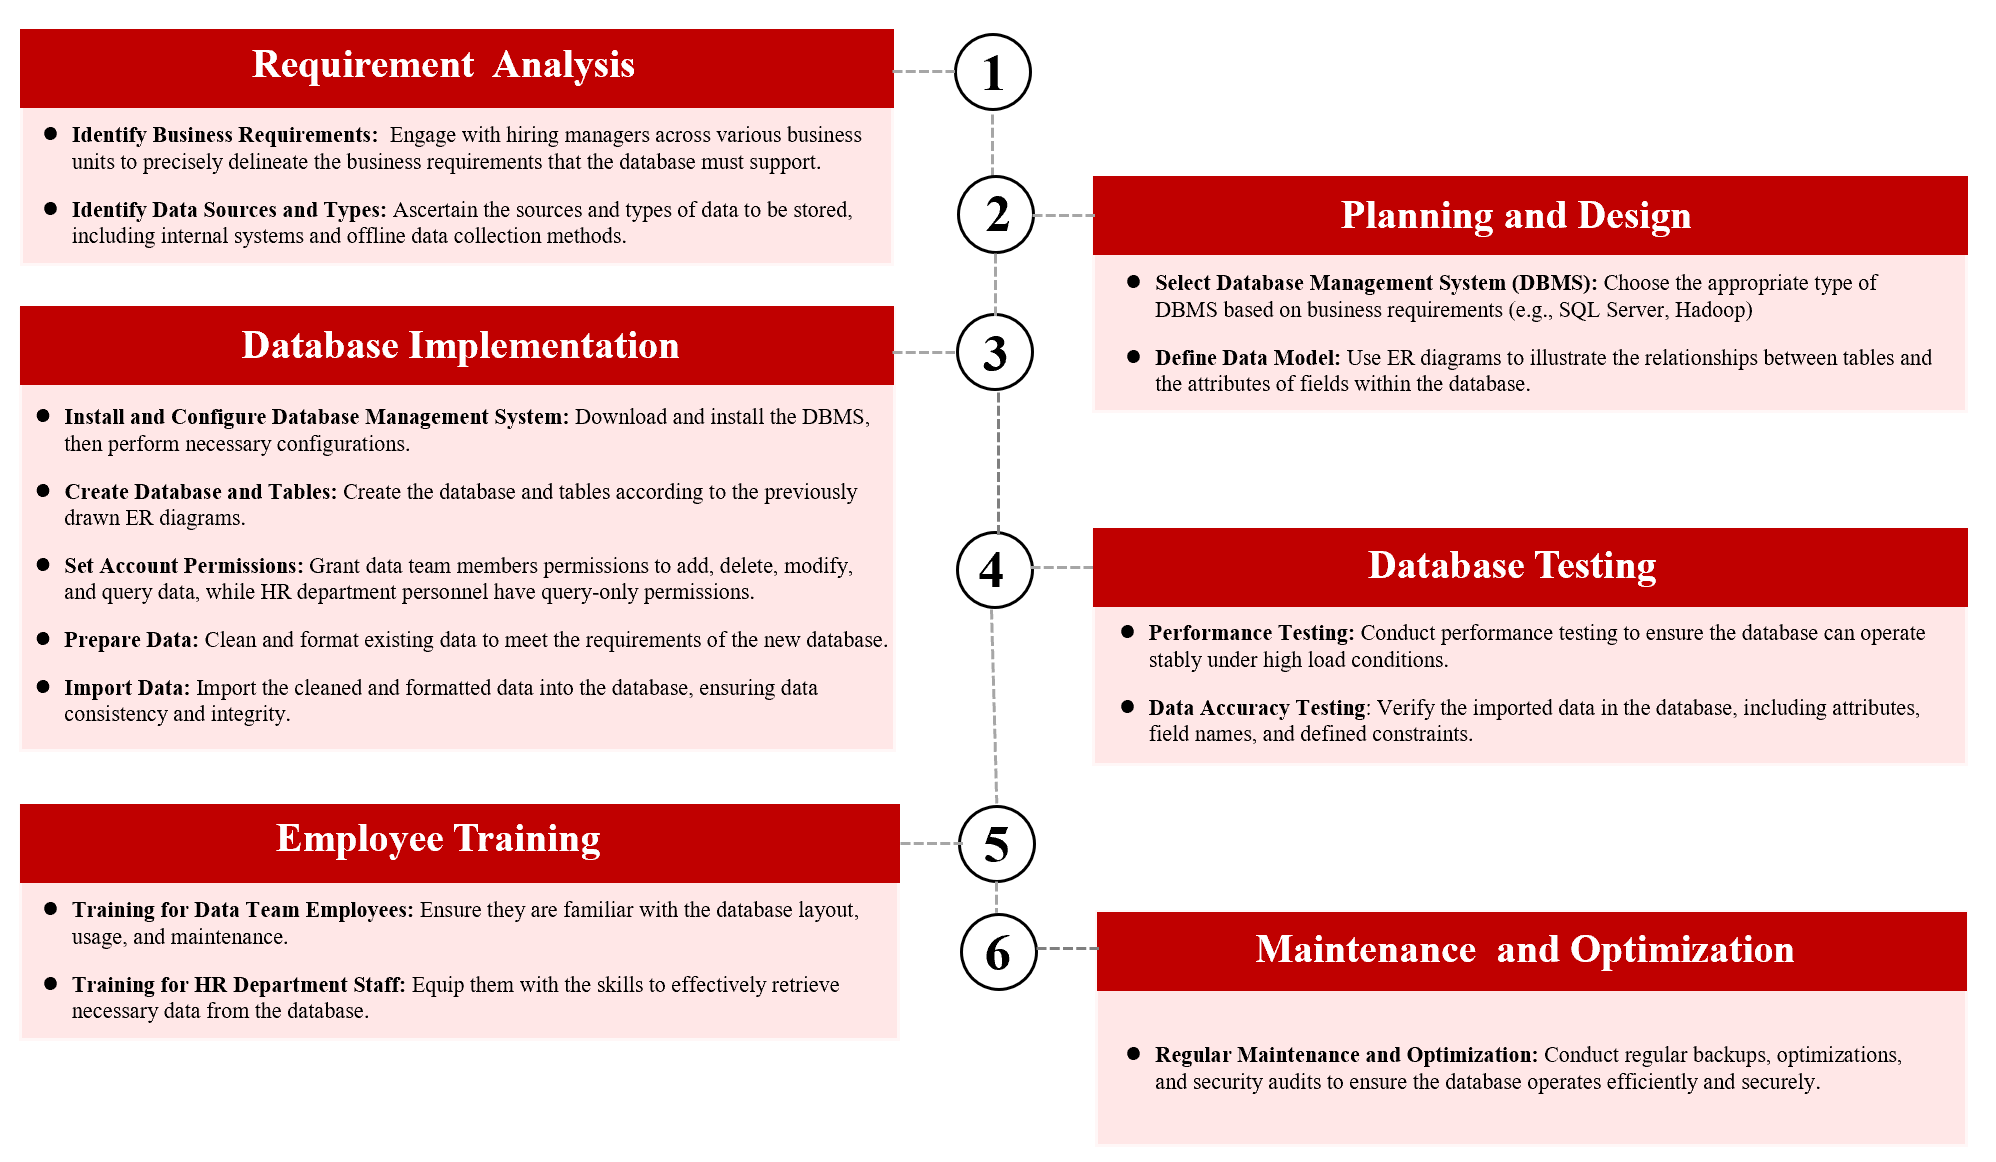 Requirement  Analysis
● Identify Business Requirements:  Engage with hiring managers across various business
units to precisely delineate the business requirements that the database must support.
● Identify Data Sources and Types: Ascertain the sources and types of data to be stored,
including internal systems and offline data collection methods.
1
2
Planning and Design
● Select Database Management System (DBMS): Choose the appropriate type of
DBMS based on business requirements (e.g., SQL Server, Hadoop)
● Define Data Model: Use ER diagrams to illustrate the relationships between tables and
the attributes of fields within the database.
Database Implementation
3
● Install and Configure Database Management System: Download and install the DBMS,
then perform necessary configurations.
● Create Database and Tables: Create the database and tables according to the previously
drawn ER diagrams.
● Set Account Permissions: Grant data team members permissions to add, delete, modify,
and query data, while HR department personnel have query-only permissions.
● Prepare Data: Clean and format existing data to meet the requirements of the new database.
● Import Data: Import the cleaned and formatted data into the database, ensuring data
consistency and integrity.
4
Database Testing
● Performance Testing: Conduct performance testing to ensure the database can operate
stably under high load conditions.
● Data Accuracy Testing: Verify the imported data in the database, including attributes,
field names, and defined constraints.
Employee Training
5
● Training for Data Team Employees: Ensure they are familiar with the database layout,
usage, and maintenance.
● Training for HR Department Staff: Equip them with the skills to effectively retrieve
necessary data from the database.
6
Maintenance  and Optimization
● Regular Maintenance and Optimization: Conduct regular backups, optimizations,
and security audits to ensure the database operates efficiently and securely.